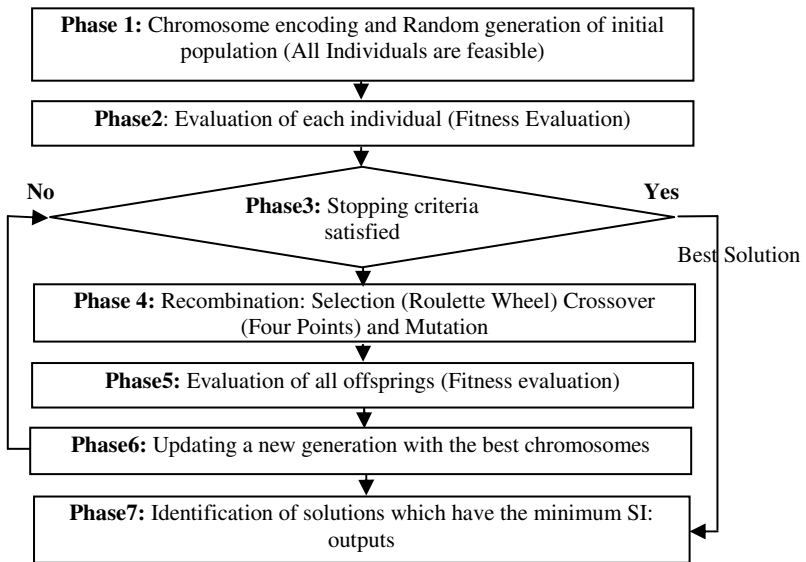 Phase 1: Chromosome encoding and Random generation of initial
population (All Individuals are feasible)
Phase2: Evaluation of each individual (Fitness Evaluation)
No
Yes
Phase3: Stopping criteria
satisfied
Best Solution
Phase 4: Recombination: Selection (Roulette Wheel) Crossover
(Four Points) and Mutation
Phase5: Evaluation of all offsprings (Fitness evaluation)
Phase6: Updating a new generation with the best chromosomes
Phase7: Identification of solutions which have the minimum SI:
outputs